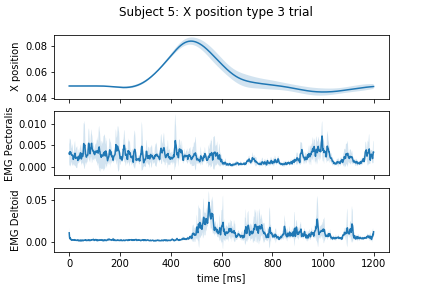 Subject 5: X position type 3 trial
X position
0.08
0.06
0.04
EMG Pectoralis
0.010
0.005
0.000
EMG Deltoid
0.05
0.00
0 200 400 600 800 1000 1200
time [ms]